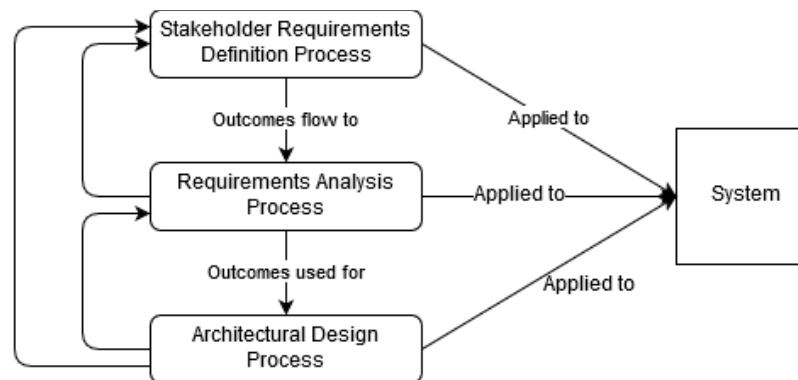 Stakeholder Requirements
Definition Process
Outcomes flow to
Applied to
Requirements Analysis
Process
Applied to
System
Outcomes used for
Applied to
Architectural Design
Process